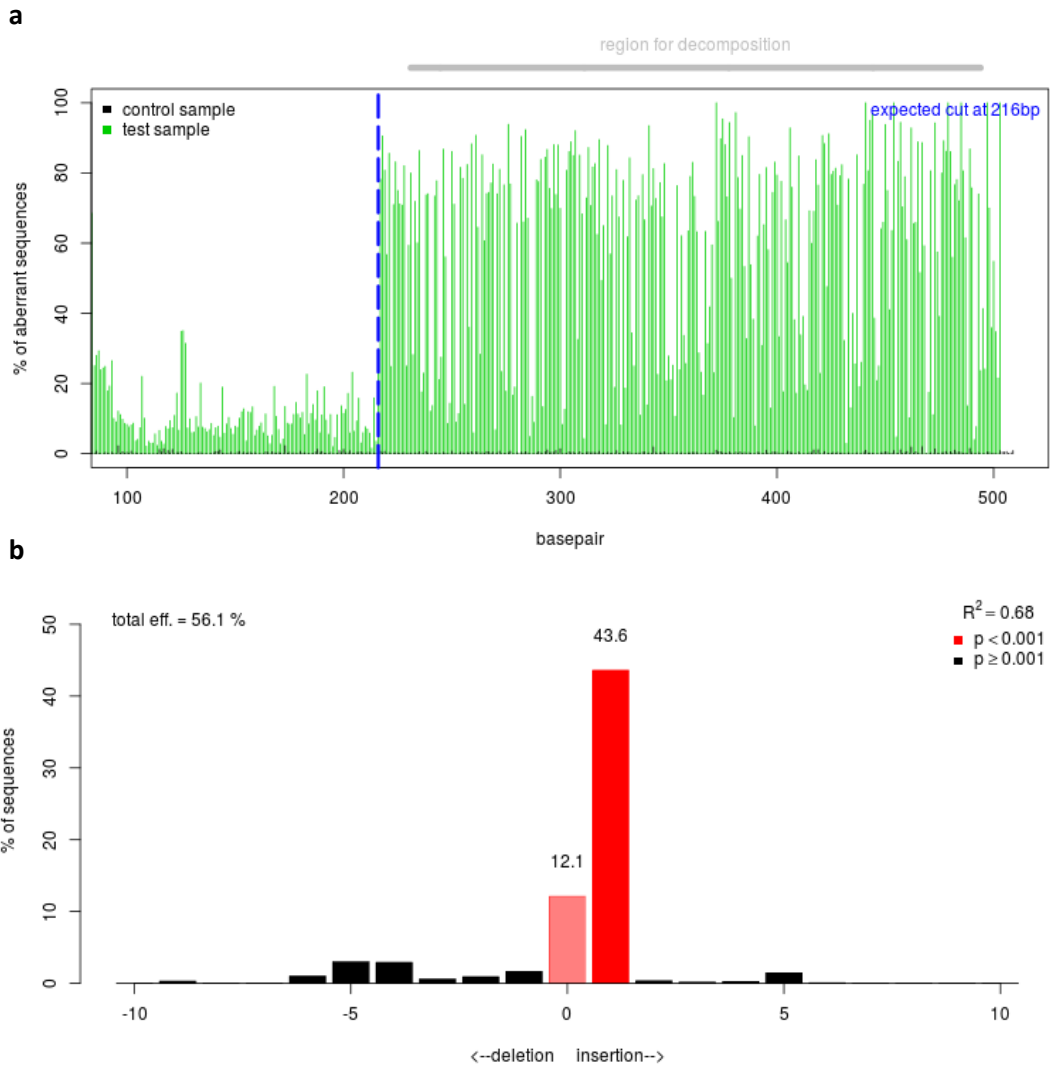 a
region for decomposition
control sample
test sample
expected cut at 216bp
% of aberrant sequences
100
80
60
40
20
0
100 200 300 400 500
basepair
b
total eff. = 56.1 %
R² = 0.68
p < 0.001
p ≥ 0.001
% of sequences
50
40
30
20
10
0
43.6
12.1
-10 -5 0 5 10
<--deletion insertion-->